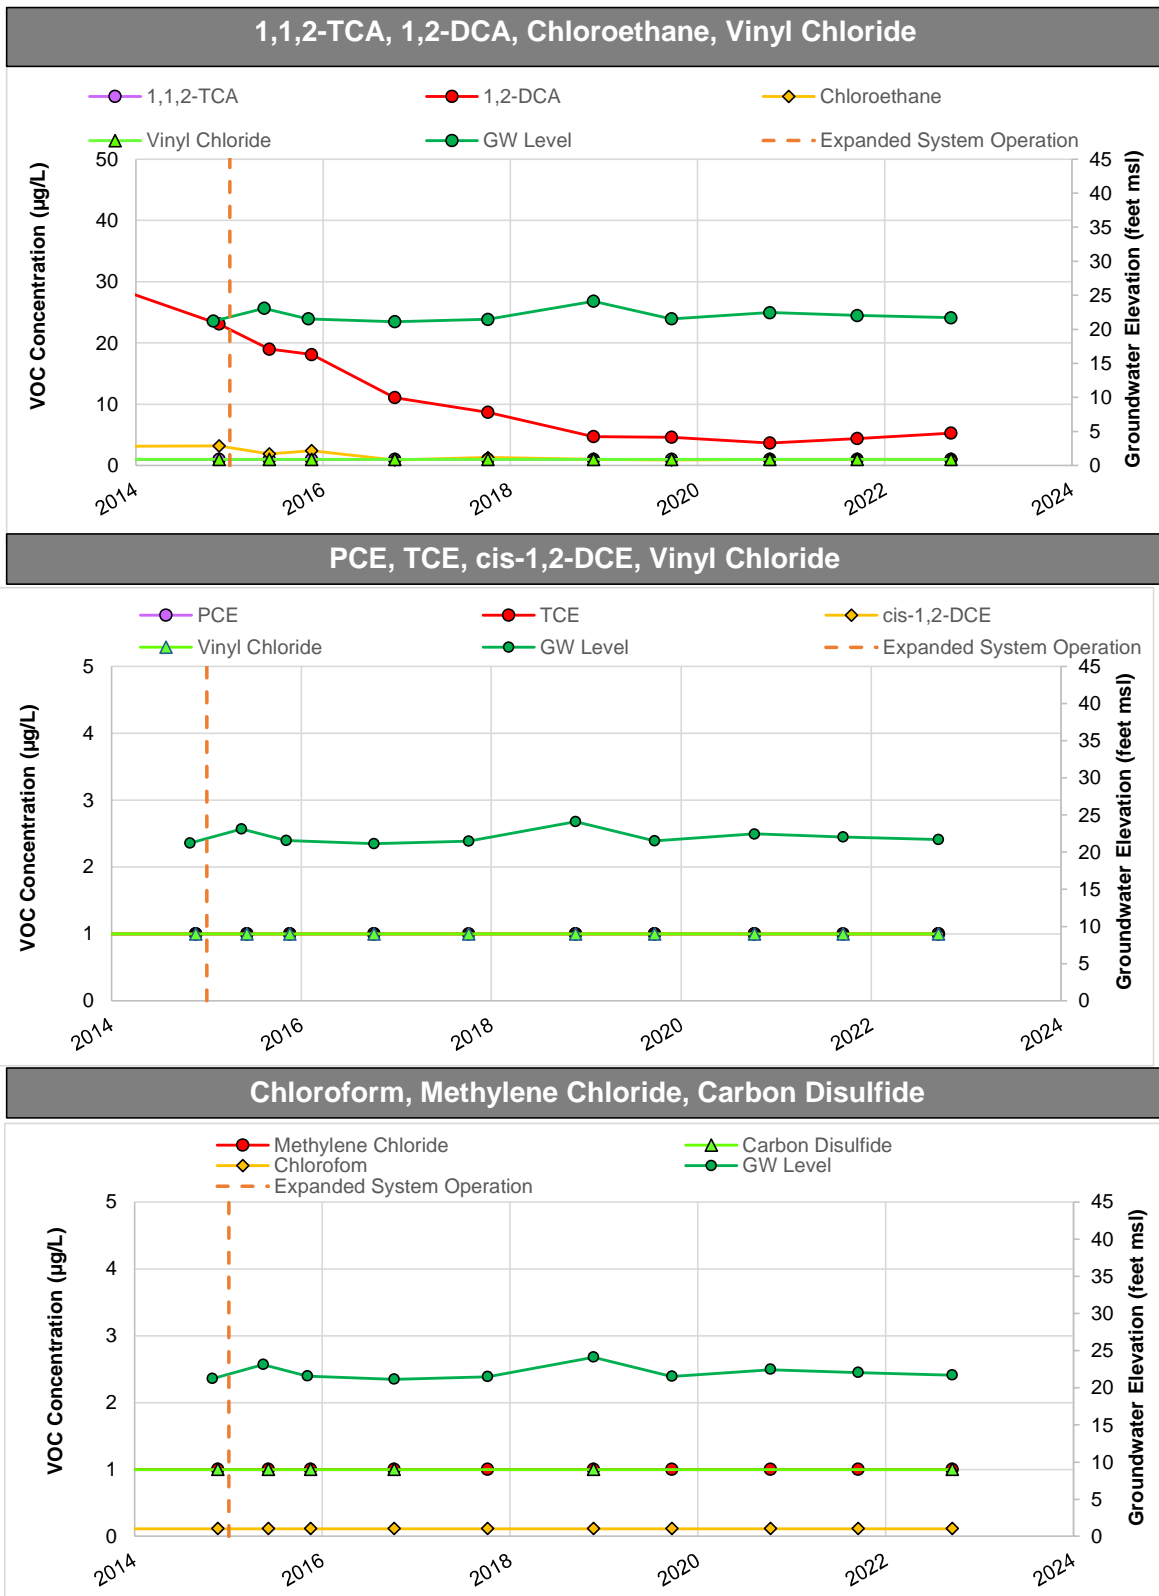 1,1,2-TCA, 1,2-DCA, Chloroethane, Vinyl Chloride
1,1,2-TCA 1,2-DCA Chloroethane
Vinyl Chloride GW Level Expanded System Operation
VOC Concentration (µg/L)
50
40
30
20
10
0
45
40
35
30
25
20
15
10
5
0
Groundwater Elevation (feet msl)
2014 2016 2018 2020 2022 2024
PCE, TCE, cis-1,2-DCE, Vinyl Chloride
PCE TCE cis-1,2-DCE
Vinyl Chloride GW Level Expanded System Operation
VOC Concentration (µg/L)
5
4
3
2
1
0
45
40
35
30
25
20
15
10
5
0
Groundwater Elevation (feet msl)
2014 2016 2018 2020 2022 2024
Chloroform, Methylene Chloride, Carbon Disulfide
Methylene Chloride Carbon Disulfide
Chlorofom GW Level
Expanded System Operation
VOC Concentration (µg/L)
5
4
3
2
1
0
45
40
35
30
25
20
15
10
5
0
Groundwater Elevation (feet msl)
2014 2016 2018 2020 2022 2024